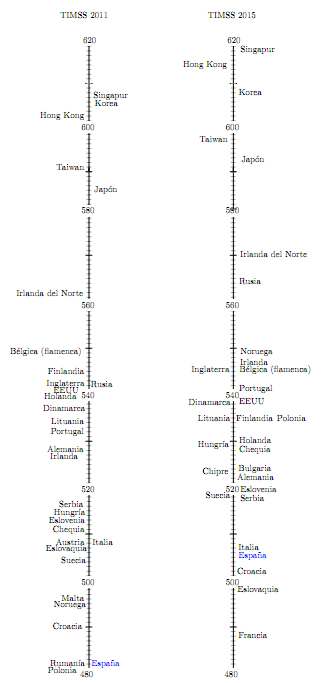 TIMSS 2011
620
Singapur
Korea
Hong Kong
600
Taiwan
Japón
580
Irlanda del Norte
560
Bélgica (flamenca)
Finlandia
Inglaterra Rusia
EEUU
540
Holanda
Dinamarca
Lituania
Portugal
Alemania
Irlanda
520
Serbia
Hungría
Eslovenia
Chequia
Austria Italia
Eslovaquia
Suecia
500
Malta
Noruega
Croacia
Rumanía España
Polonia
480
TIMSS 2015
620
Singapur
Hong Kong
Korea
600
Taiwan
Japón
580
Irlanda del Norte
Rusia
560
Noruega
Irlanda
Inglaterra Bélgica (flamenca)
Portugal
540
Dinamarca EEUU
Lituania Finlandia Polonia
Hungría Holanda
Chequia
Chipre Bulgaria
Alemania
520
Eslovenia
Suecia Serbia
Italia
España
Croacia
500
Eslovaquia
Francia
480